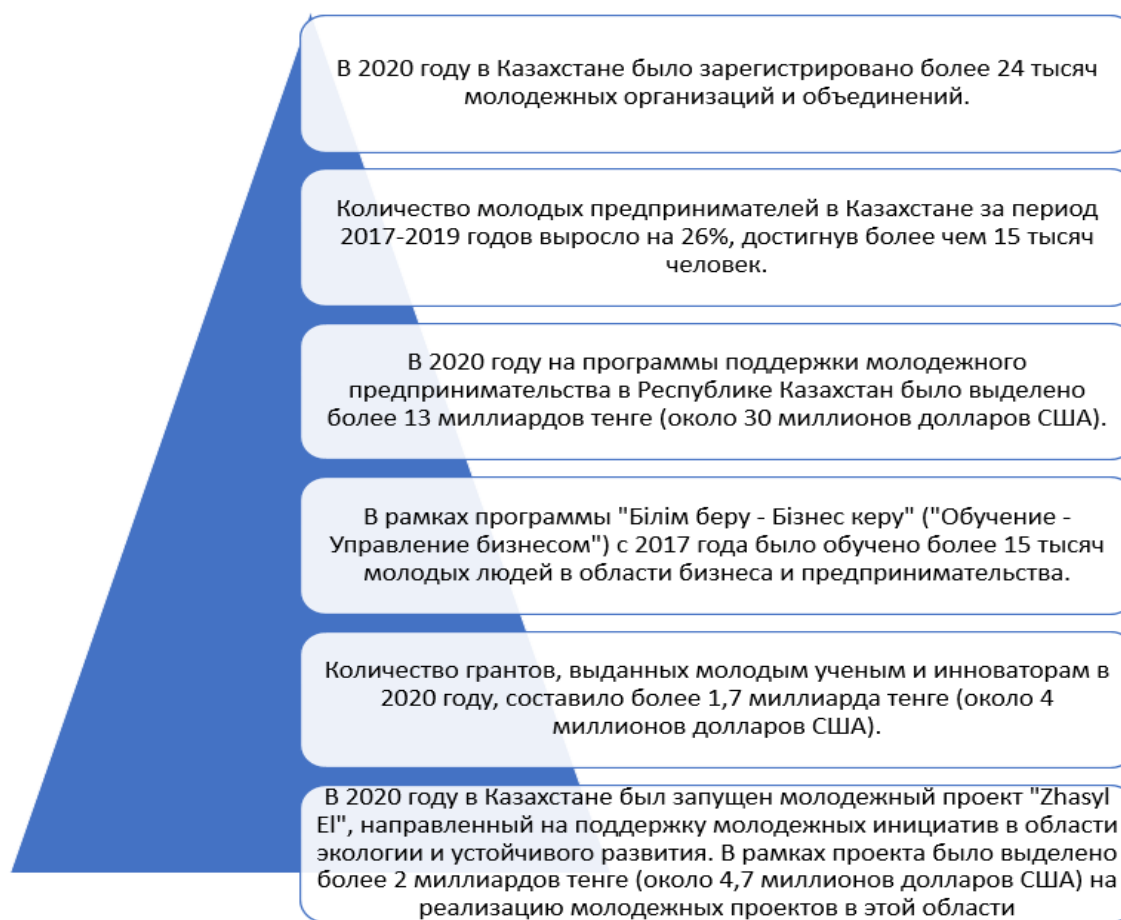 В 2020 году в Казахстане было зарегистрировано более 24 тысяч
молодежных организаций и объединений.
Количество молодых предпринимателей в Казахстане за период
2017-2019 годов выросло на 26%, достигнув более чем 15 тысяч
человек.
В 2020 году на программы поддержки молодежного
предпринимательства в Республике Казахстан было выделено
более 13 миллиардов тенге (около 30 миллионов долларов США).
В рамках программы "Білім беру - Бізнес керу" ("Обучение -
Управление бизнесом") с 2017 года было обучено более 15 тысяч
молодых людей в области бизнеса и предпринимательства.
Количество грантов, выданных молодым ученым и инноваторам в
2020 году, составило более 1,7 миллиарда тенге (около 4
миллионов долларов США).
В 2020 году в Казахстане был запущен молодежный проект "Zhasyl
El", направленный на поддержку молодежных инициатив в области
экологии и устойчивого развития. В рамках проекта было выделено
более 2 миллиардов тенге (около 4,7 миллионов долларов США) на
реализацию молодежных проектов в этой области